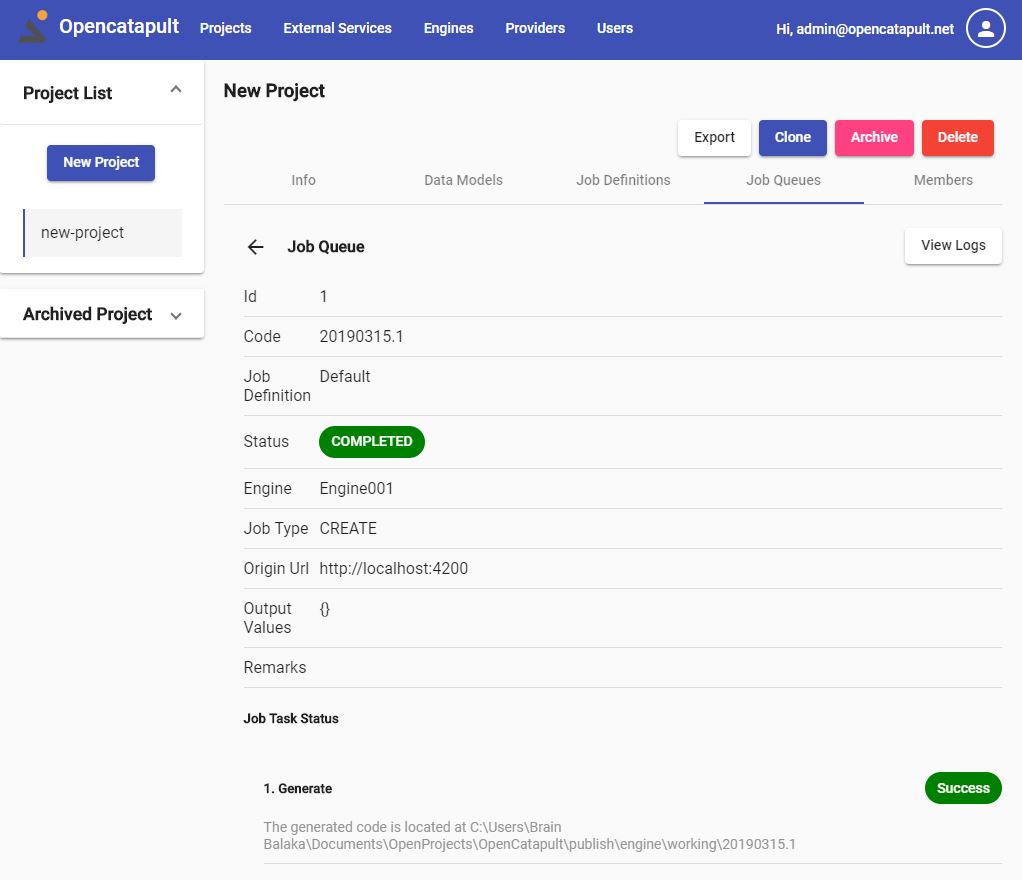 Opencatapult Projects External Services Engines Providers Users Hi, admin@opencatapult.net
Project List
New Project
new-project
Archived Project
New Project
Export Clone Archive Delete
Info Data Models Job Definitions Job Queues Members
Job Queue View Logs
Id 1
Code 20190315.1
Job Default
Definition
Status COMPLETED
Engine Engine001
Job Type CREATE
Origin Url http://localhost:4200
Output {}
Values
Remarks
Job Task Status
1. Generate Success
The generated code is located at C:\Users\Brain
Balaka\Documents\OpenProjects\OpenCatapult\publish\engine\working\20190315.1